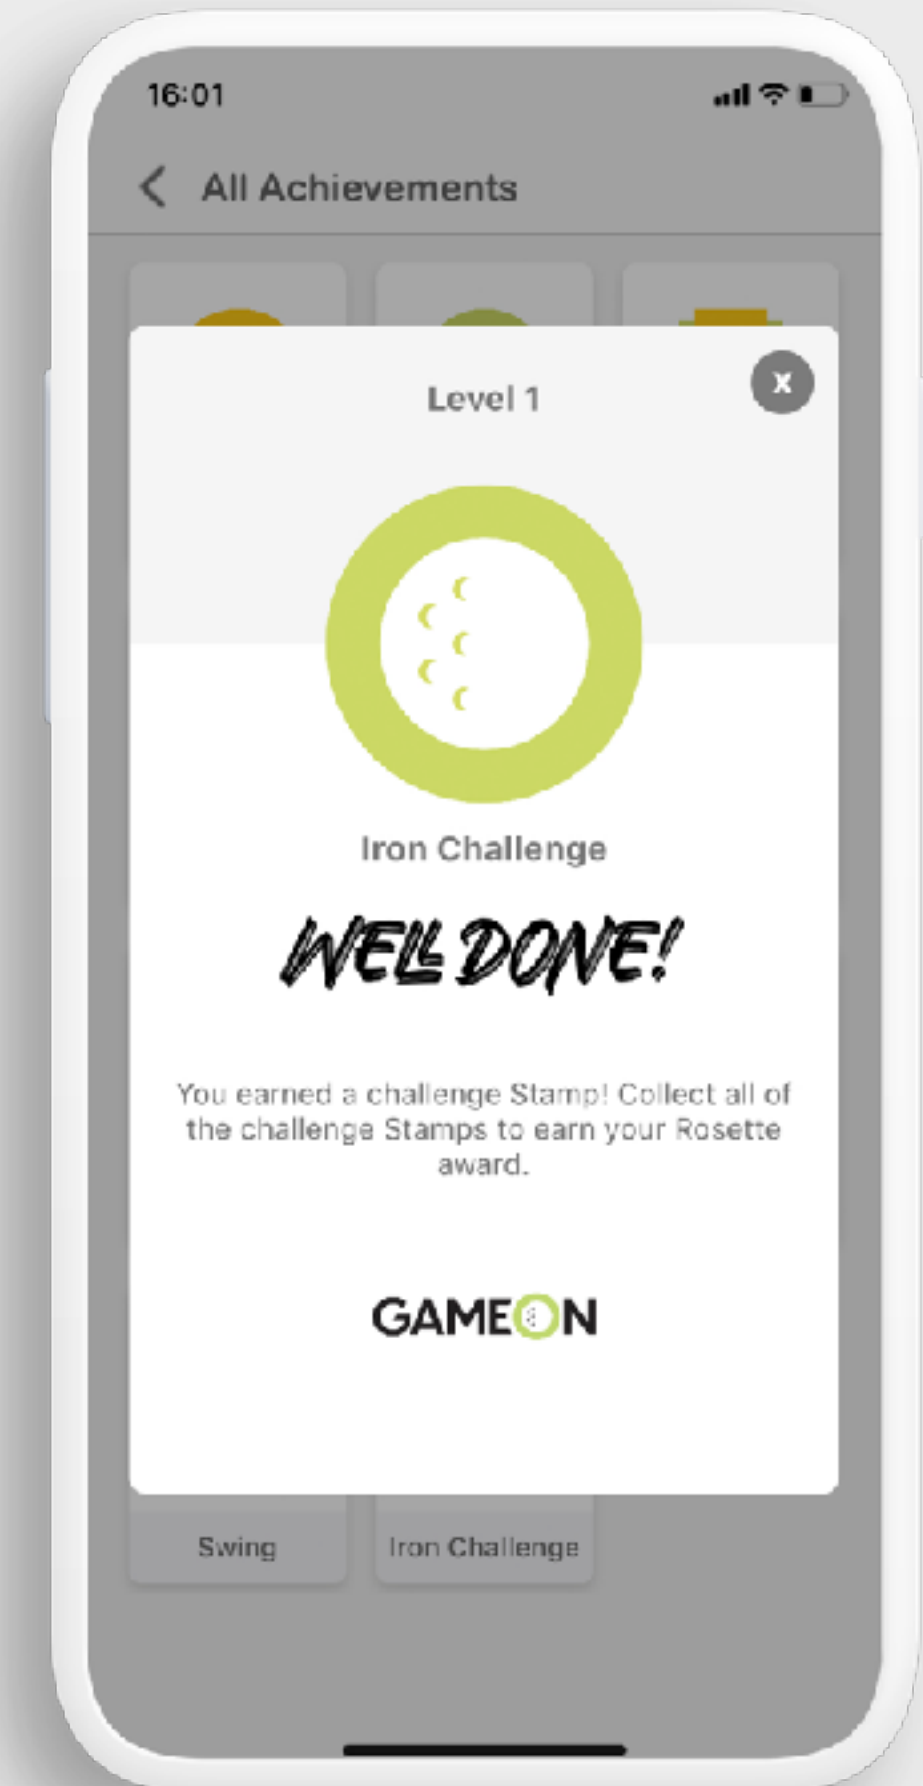 16:01
All Achievements
Level 1
x
Iron Challenge
WELL DONE!
You earned a challenge Stamp! Collect all of
the challenge Stamps to earn your Rosette
award.
GAMEON
Swing
Iron Challenge